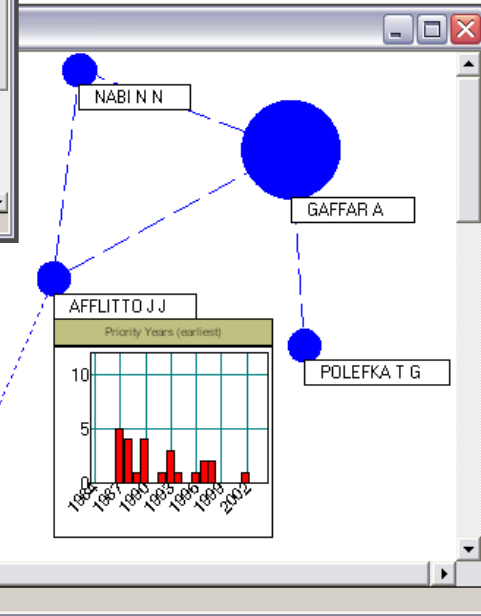 NABI N N
GAFFAR A
AFFLITTO J J
Priority Years (earliest)
POLEFKA T G
10
5
0
1984 1987 1990 1993 1996 1999 2002